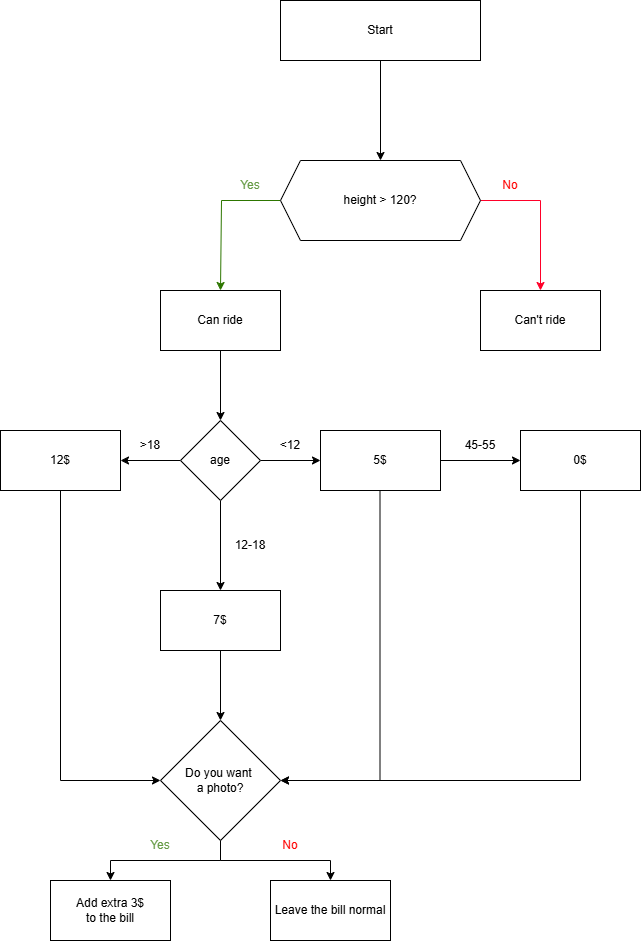 Start
height > 120?
Yes
No
Can ride
Can't ride
12$
>18
age
<12
5$
45-55
0$
12-18
7$
Do you want
a photo?
Yes
No
Add extra 3$
to the bill
Leave the bill normal